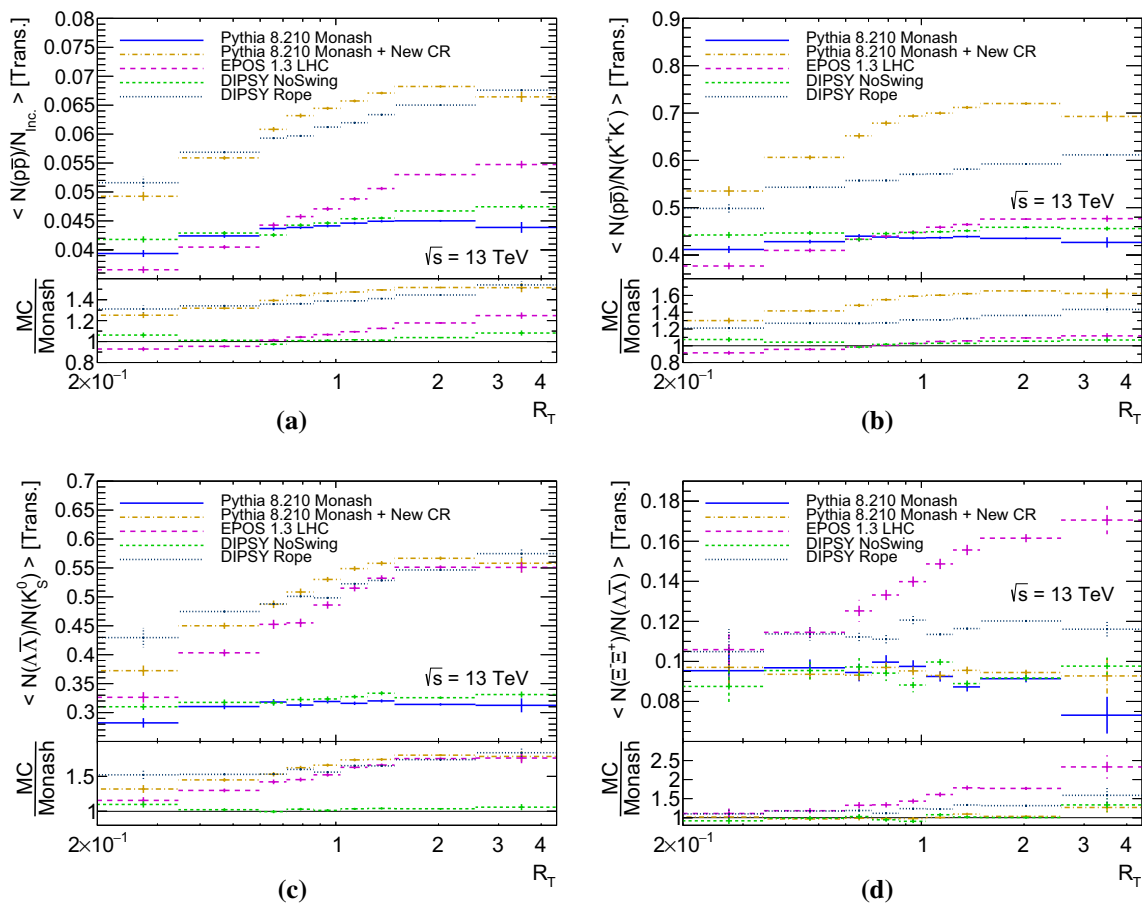 < N(pp̅)/N_Inc. > [Trans.]
0.08
0.075
0.07
0.065
0.06
0.055
0.05
0.045
0.04
Pythia 8.210 Monash
Pythia 8.210 Monash + New CR
EPOS 1.3 LHC
DIPSY NoSwing
DIPSY Rope
√s = 13 TeV
MC
Monash
1.4
1.2
1
0.8
2×10⁻¹ 1 2 3 4
R_T
(a)
< N(pp̅)/N(K⁺K⁻) > [Trans.]
0.9
0.8
0.7
0.6
0.5
0.4
Pythia 8.210 Monash
Pythia 8.210 Monash + New CR
EPOS 1.3 LHC
DIPSY NoSwing
DIPSY Rope
√s = 13 TeV
MC
Monash
1.6
1.4
1.2
1
0.8
2×10⁻¹ 1 2 3 4
R_T
(b)
< N(ΛΛ̅)/N(K⁰_S) > [Trans.]
0.7
0.65
0.6
0.55
0.5
0.45
0.4
0.35
0.3
Pythia 8.210 Monash
Pythia 8.210 Monash + New CR
EPOS 1.3 LHC
DIPSY NoSwing
DIPSY Rope
√s = 13 TeV
MC
Monash
1.5
1
2×10⁻¹ 1 2 3 4
R_T
(c)
< N(Ξ⁻Ξ⁺)/N(ΛΛ̅) > [Trans.]
0.18
0.16
0.14
0.12
0.1
0.08
Pythia 8.210 Monash
Pythia 8.210 Monash + New CR
EPOS 1.3 LHC
DIPSY NoSwing
DIPSY Rope
√s = 13 TeV
MC
Monash
2.5
1.5
1
2×10⁻¹ 1 2 3 4
R_T
(d)